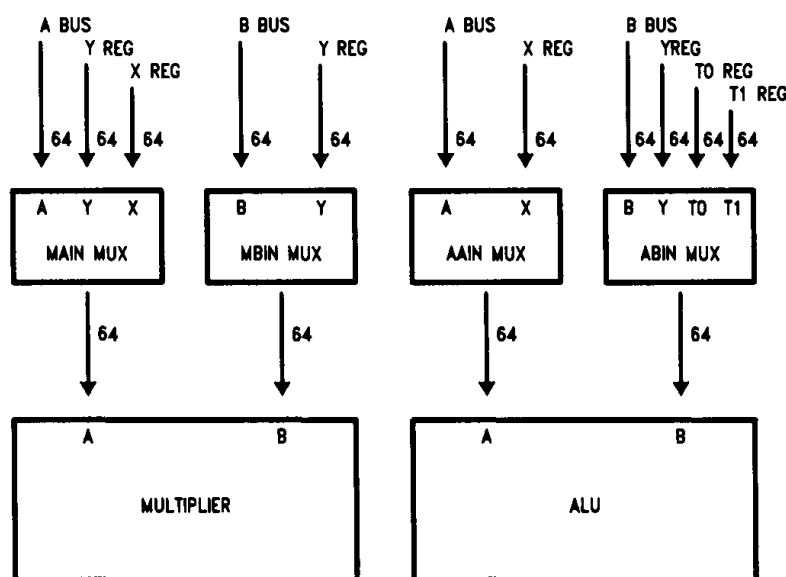 A BUS
Y REG
X REG
B BUS
Y REG
A BUS
X REG
B BUS
YREG
T0 REG
T1 REG
64 64 64 64 64 64 64 64 64 64 64
A Y X
MAIN MUX
B Y
MBIN MUX
A X
AAIN MUX
B Y T0 T1
ABIN MUX
64 64 64 64
A B
MULTIPLIER
A B
ALU